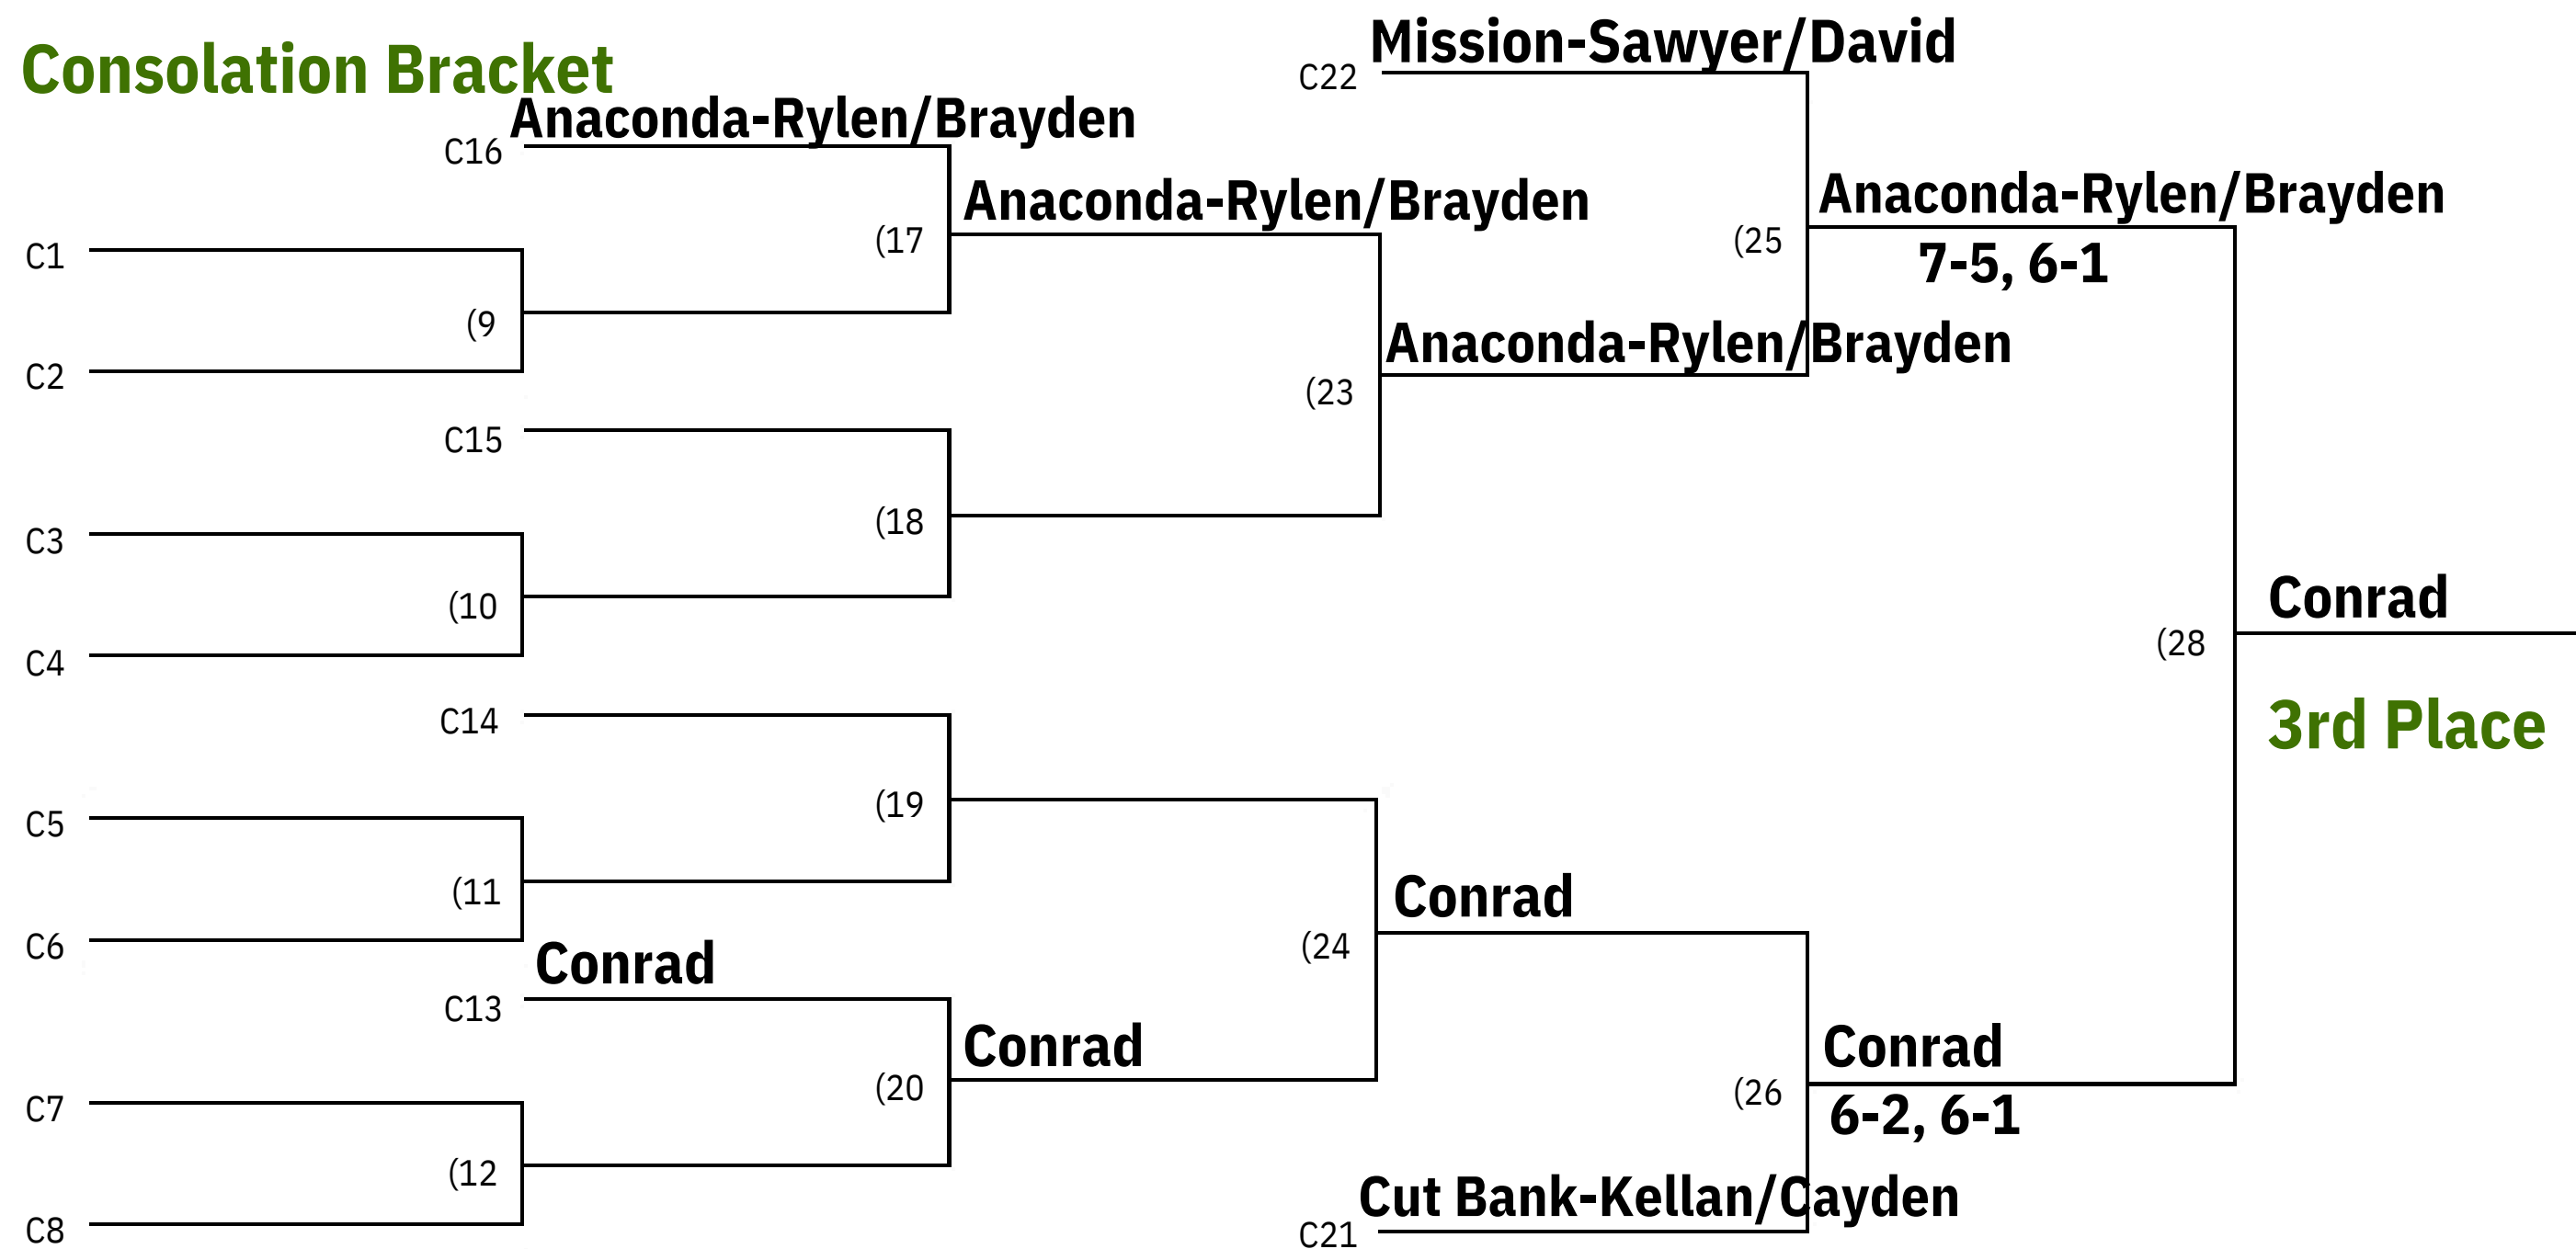 Mission-Sawyer/David
Consolation Bracket
C22
Anaconda-Rylen/Brayden
C16
Anaconda-Rylen/Brayden
Anaconda-Rylen/Brayden
(17
(25
C1
7-5, 6-1
(9
Anaconda-Rylen/Brayden
C2
(23
C15
(18
C3
Conrad
(10
(28
C4
C14
3rd Place
(19
C5
(11
Conrad
C6
(24
Conrad
C13
Conrad
Conrad
(20
(26
C7
6-2, 6-1
(12
Cut Bank-Kellan/Cayden
C8
C21